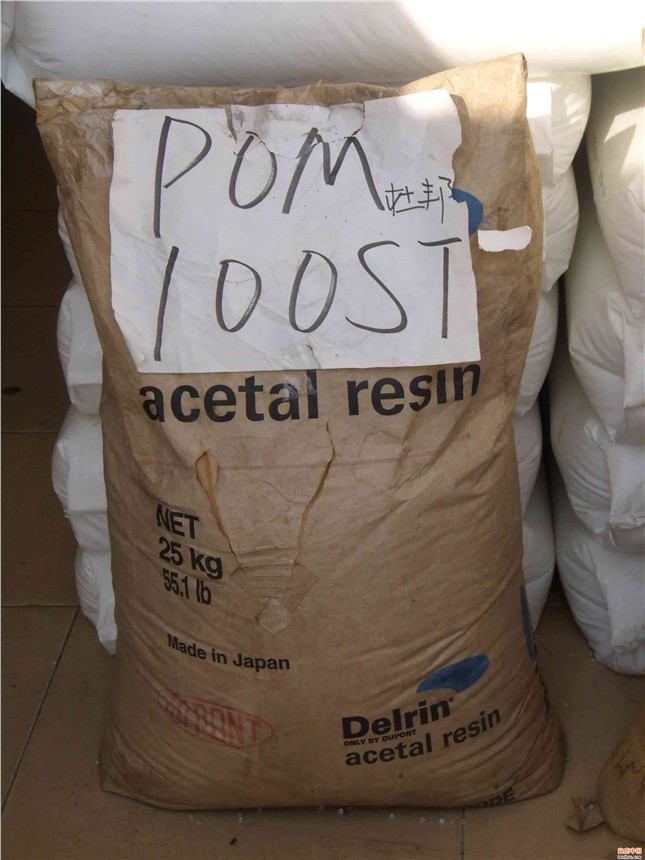 POM 杜邦
100ST
acetal resin
NET
25 kg
55.1 lb
Made in Japan
DUPONT
Delrin
ONLY BY DUPONT
acetal resin